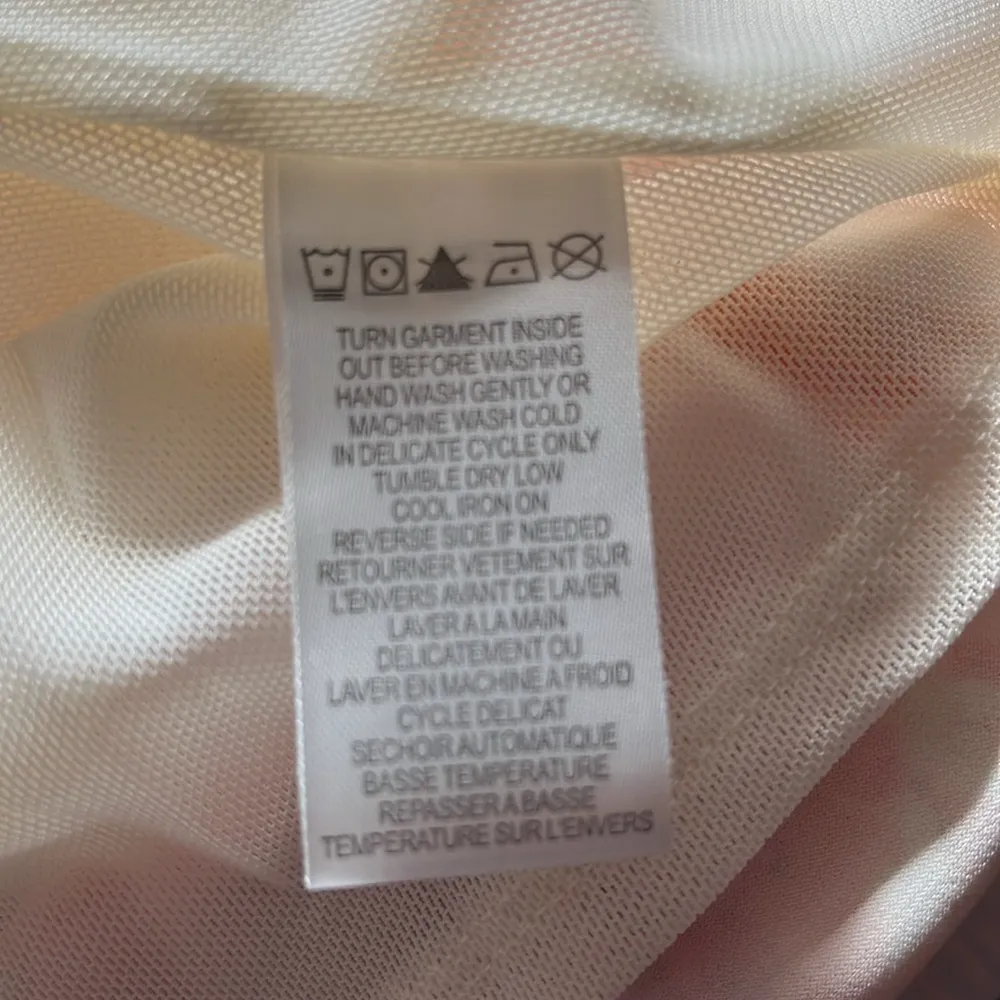 TURN GARMENT INSIDE
OUT BEFORE WASHING
HAND WASH GENTLY OR
MACHINE WASH COLD
IN DELICATE CYCLE ONLY
TUMBLE DRY LOW
COOL IRON ON
REVERSE SIDE IF NEEDED
RETOURNER VETEMENT SUR
L'ENVERS AVANT DE LAVER
LAVER A LA MAIN
DELICATEMENT OU
LAVER EN MACHINE A FROID
CYCLE DELICAT
SECHOIR AUTOMATIQUE
BASSE TEMPERATURE
REPASSER A BASSE
TEMPERATURE SUR L'ENVERS